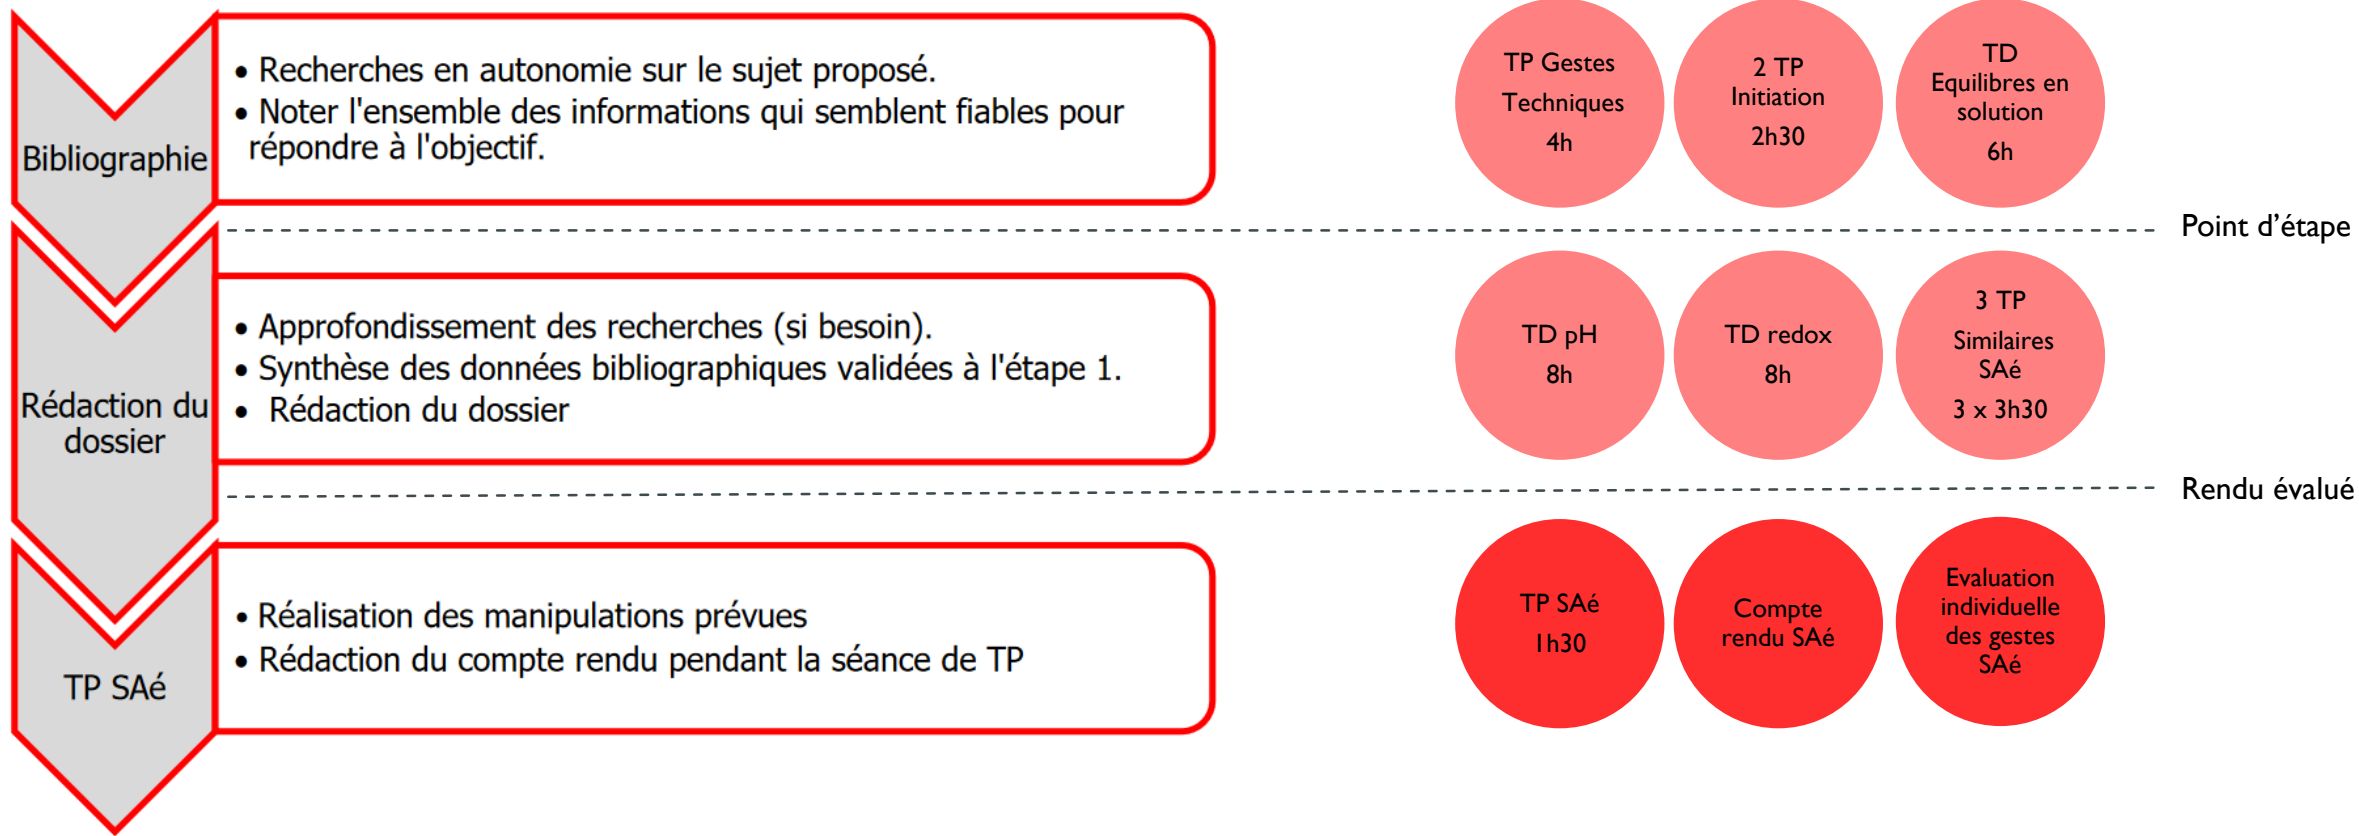 Bibliographie
• Recherches en autonomie sur le sujet proposé.
• Noter l'ensemble des informations qui semblent fiables pour
répondre à l'objectif.
TP Gestes
Techniques
4h
2 TP
Initiation
2h30
TD
Equilibres en
solution
6h
Point d'étape
Rédaction du
dossier
• Approfondissement des recherches (si besoin).
• Synthèse des données bibliographiques validées à l'étape 1.
• Rédaction du dossier
TD pH
8h
TD redox
8h
3 TP
Similaires
SAé
3 x 3h30
Rendu évalué
TP SAé
• Réalisation des manipulations prévues
• Rédaction du compte rendu pendant la séance de TP
TP SAé
1h30
Compte
rendu SAé
Evaluation
individuelle
des gestes
SAé